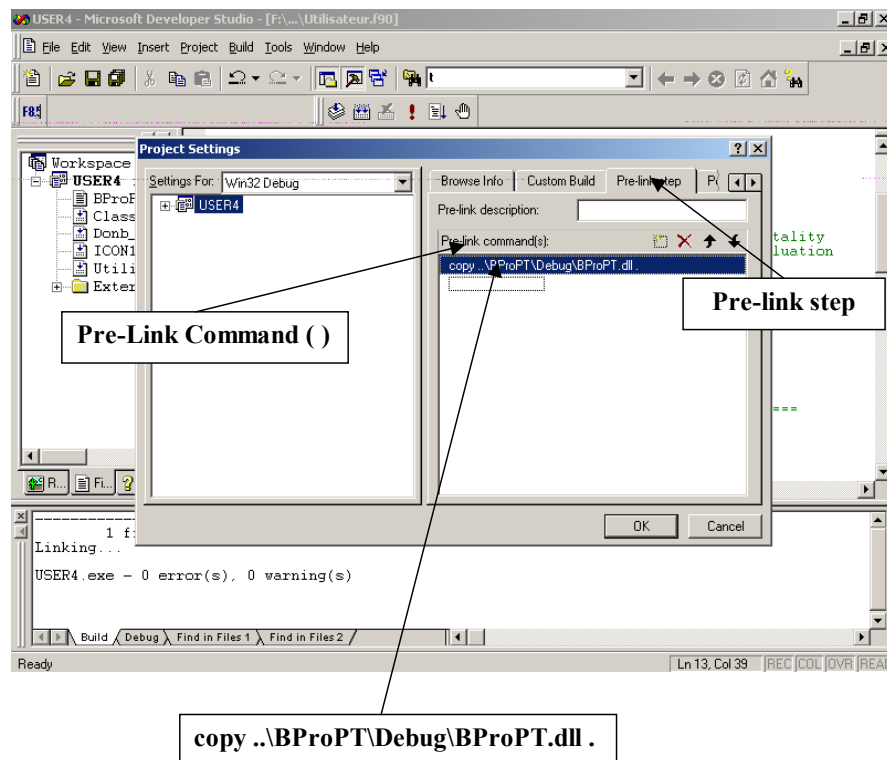 USER4 - Microsoft Developer Studio - [F:\...\Utilisateur.f90]
File Edit View Insert Project Build Tools Window Help
t
F8.
Project Settings
Workspace
USER4
BProP
Class
Donb_
ICON1
Utili
Exter
Settings For: Win32 Debug
USER4
Browse Info Custom Build Pre-link step P
Pre-link description:
Pre-link command(s):
copy ..\BProPT\Debug\BProPT.dll .
tality
luation
===
Pre-link step
Pre-Link Command ( )
R... Fi...
OK Cancel
1 f
Linking...
USER4.exe - 0 error(s), 0 warning(s)
Build Debug Find in Files 1 Find in Files 2
Ready Ln 13, Col 39 REC COL OVR READ
copy ..\BProPT\Debug\BProPT.dll .